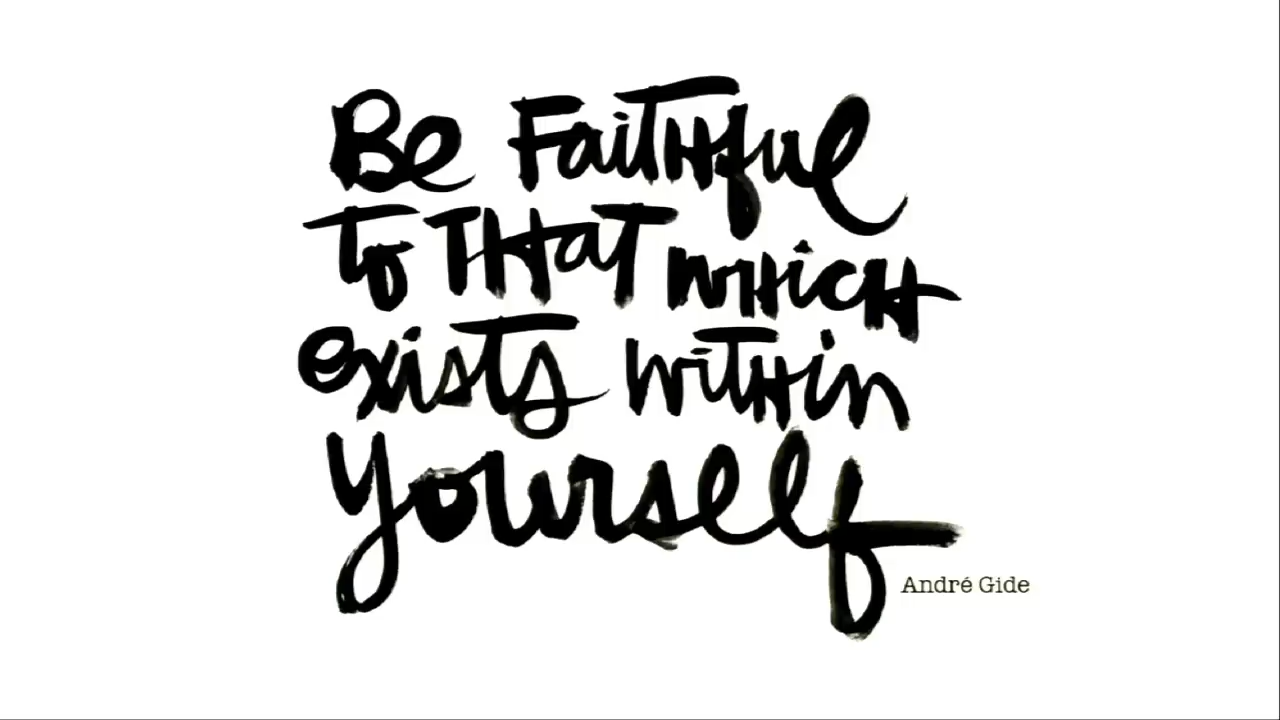 Be Faithful
to THat wHicH
exists witHin
yourself
André Gide